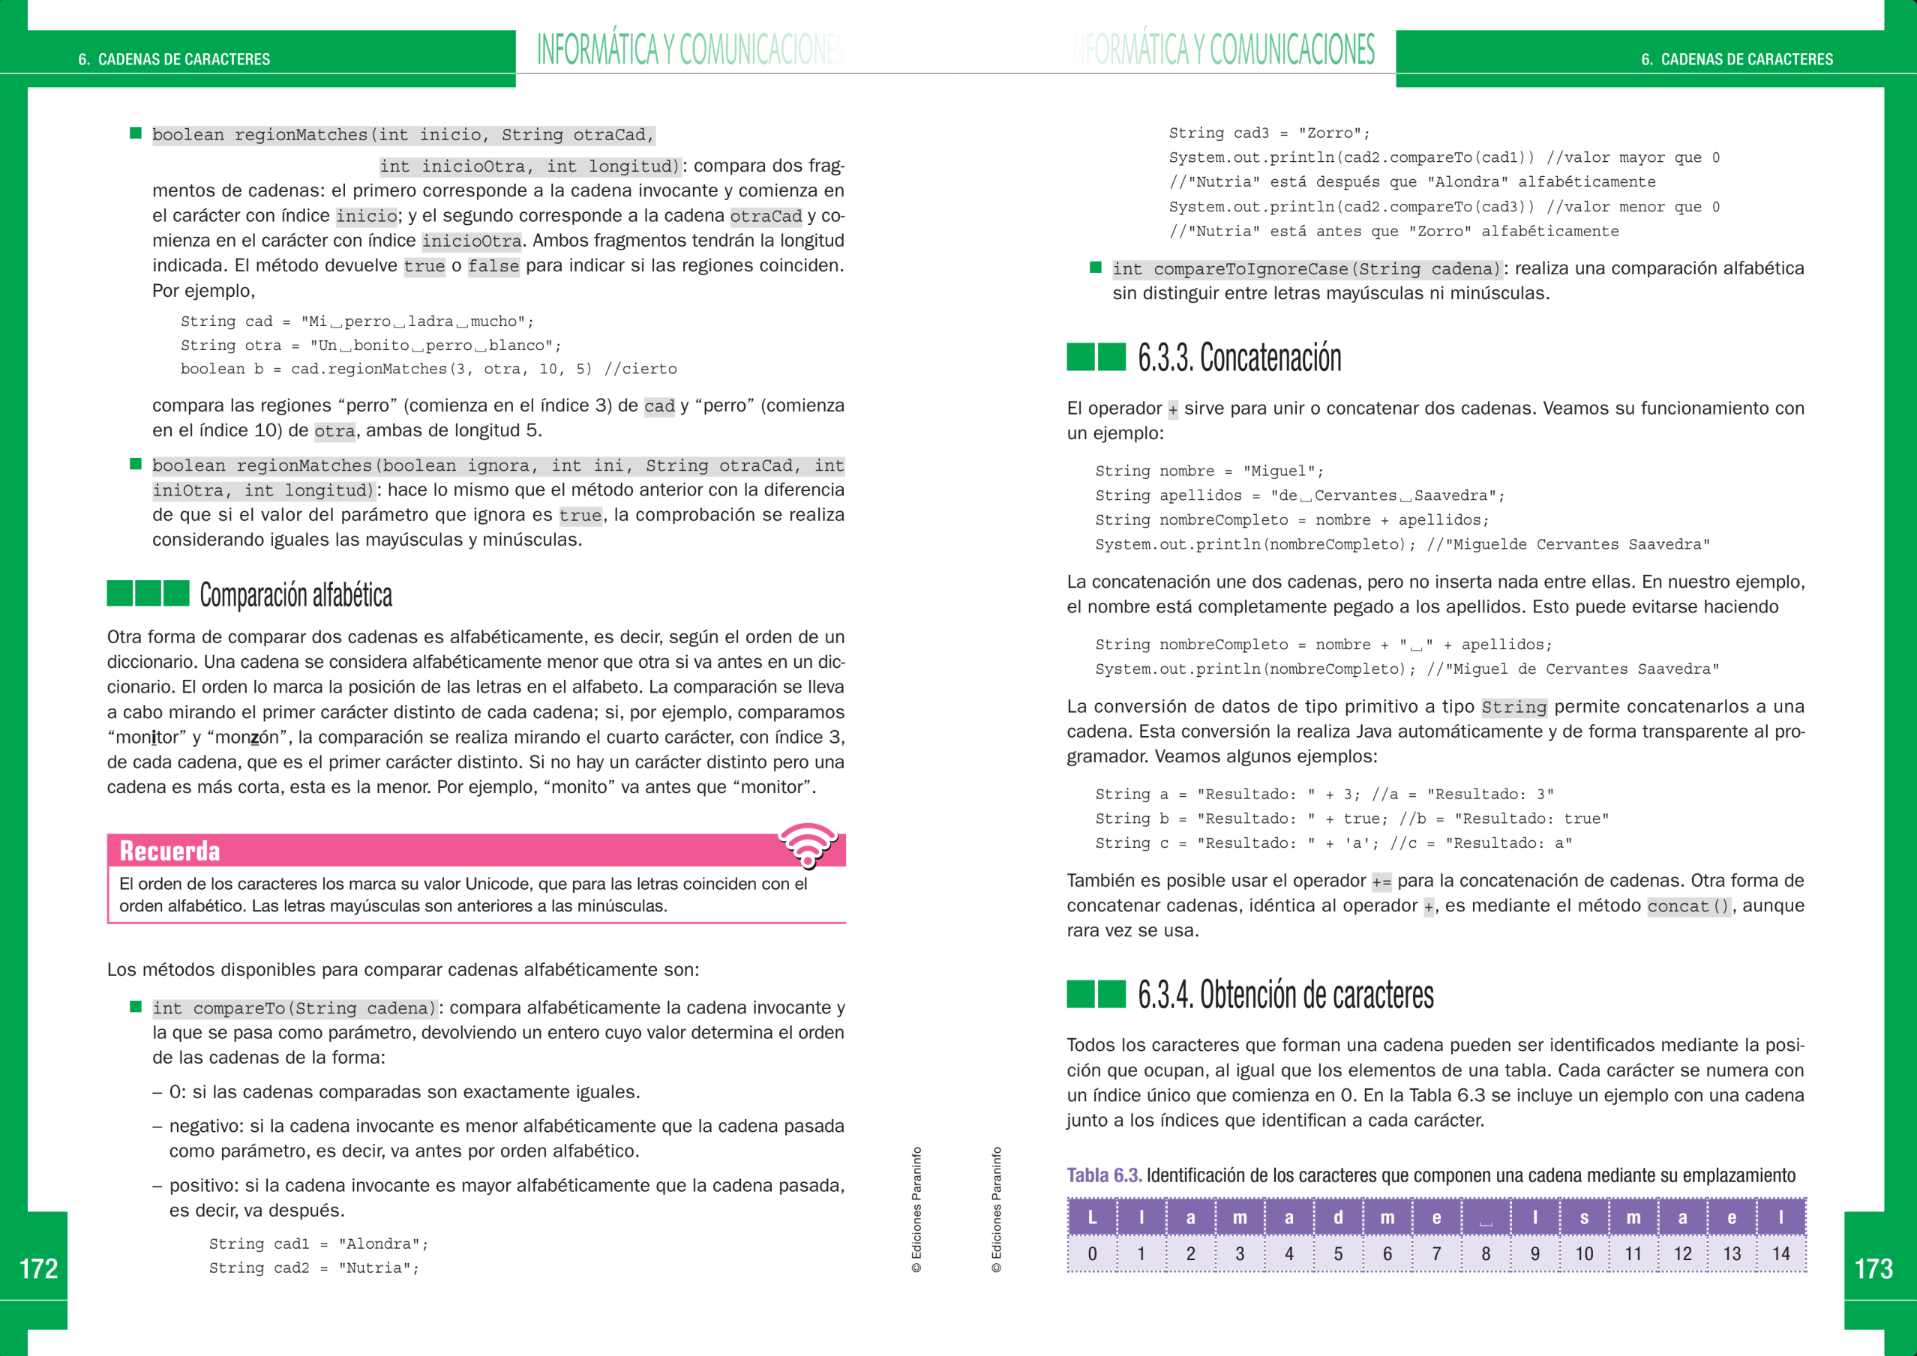 6. CADENAS DE CARACTERES
INFORMÁTICA Y COMUNICACIONES
boolean regionMatches(int inicio, String otraCad,
int inicioOtra, int longitud): compara dos frag-
mentos de cadenas: el primero corresponde a la cadena invocante y comienza en
el carácter con índice inicio; y el segundo corresponde a la cadena otraCad y co-
mienza en el carácter con índice inicioOtra. Ambos fragmentos tendrán la longitud
indicada. El método devuelve true o false para indicar si las regiones coinciden.
Por ejemplo,
String cad = "Mi␣perro␣ladra␣mucho";
String otra = "Un␣bonito␣perro␣blanco";
boolean b = cad.regionMatches(3, otra, 10, 5) //cierto
compara las regiones “perro” (comienza en el índice 3) de cad y “perro” (comienza
en el índice 10) de otra, ambas de longitud 5.
boolean regionMatches(boolean ignora, int ini, String otraCad, int
iniOtra, int longitud): hace lo mismo que el método anterior con la diferencia
de que si el valor del parámetro que ignora es true, la comprobación se realiza
considerando iguales las mayúsculas y minúsculas.
Comparación alfabética
Otra forma de comparar dos cadenas es alfabéticamente, es decir, según el orden de un
diccionario. Una cadena se considera alfabéticamente menor que otra si va antes en un dic-
cionario. El orden lo marca la posición de las letras en el alfabeto. La comparación se lleva
a cabo mirando el primer carácter distinto de cada cadena; si, por ejemplo, comparamos
“monitor” y “monzón”, la comparación se realiza mirando el cuarto carácter, con índice 3,
de cada cadena, que es el primer carácter distinto. Si no hay un carácter distinto pero una
cadena es más corta, esta es la menor. Por ejemplo, “monito” va antes que “monitor”.
Recuerda
El orden de los caracteres los marca su valor Unicode, que para las letras coinciden con el
orden alfabético. Las letras mayúsculas son anteriores a las minúsculas.
Los métodos disponibles para comparar cadenas alfabéticamente son:
int compareTo(String cadena): compara alfabéticamente la cadena invocante y
la que se pasa como parámetro, devolviendo un entero cuyo valor determina el orden
de las cadenas de la forma:
– 0: si las cadenas comparadas son exactamente iguales.
– negativo: si la cadena invocante es menor alfabéticamente que la cadena pasada
como parámetro, es decir, va antes por orden alfabético.
– positivo: si la cadena invocante es mayor alfabéticamente que la cadena pasada,
es decir, va después.
String cad1 = "Alondra";
String cad2 = "Nutria";
172
© Ediciones Paraninfo
INFORMÁTICA Y COMUNICACIONES
6. CADENAS DE CARACTERES
String cad3 = "Zorro";
System.out.println(cad2.compareTo(cad1)) //valor mayor que 0
//"Nutria" está después que "Alondra" alfabéticamente
System.out.println(cad2.compareTo(cad3)) //valor menor que 0
//"Nutria" está antes que "Zorro" alfabéticamente
int compareToIgnoreCase(String cadena): realiza una comparación alfabética
sin distinguir entre letras mayúsculas ni minúsculas.
6.3.3. Concatenación
El operador + sirve para unir o concatenar dos cadenas. Veamos su funcionamiento con
un ejemplo:
String nombre = "Miguel";
String apellidos = "de␣Cervantes␣Saavedra";
String nombreCompleto = nombre + apellidos;
System.out.println(nombreCompleto); //"Miguelde Cervantes Saavedra"
La concatenación une dos cadenas, pero no inserta nada entre ellas. En nuestro ejemplo,
el nombre está completamente pegado a los apellidos. Esto puede evitarse haciendo
String nombreCompleto = nombre + "␣" + apellidos;
System.out.println(nombreCompleto); //"Miguel de Cervantes Saavedra"
La conversión de datos de tipo primitivo a tipo String permite concatenarlos a una
cadena. Esta conversión la realiza Java automáticamente y de forma transparente al pro-
gramador. Veamos algunos ejemplos:
String a = "Resultado: " + 3; //a = "Resultado: 3"
String b = "Resultado: " + true; //b = "Resultado: true"
String c = "Resultado: " + 'a'; //c = "Resultado: a"
También es posible usar el operador += para la concatenación de cadenas. Otra forma de
concatenar cadenas, idéntica al operador +, es mediante el método concat(), aunque
rara vez se usa.
6.3.4. Obtención de caracteres
Todos los caracteres que forman una cadena pueden ser identificados mediante la posi-
ción que ocupan, al igual que los elementos de una tabla. Cada carácter se numera con
un índice único que comienza en 0. En la Tabla 6.3 se incluye un ejemplo con una cadena
junto a los índices que identifican a cada carácter.
Tabla 6.3. Identificación de los caracteres que componen una cadena mediante su emplazamiento
L l a m a d m e ␣ I s m a e l
0 1 2 3 4 5 6 7 8 9 10 11 12 13 14
© Ediciones Paraninfo
173